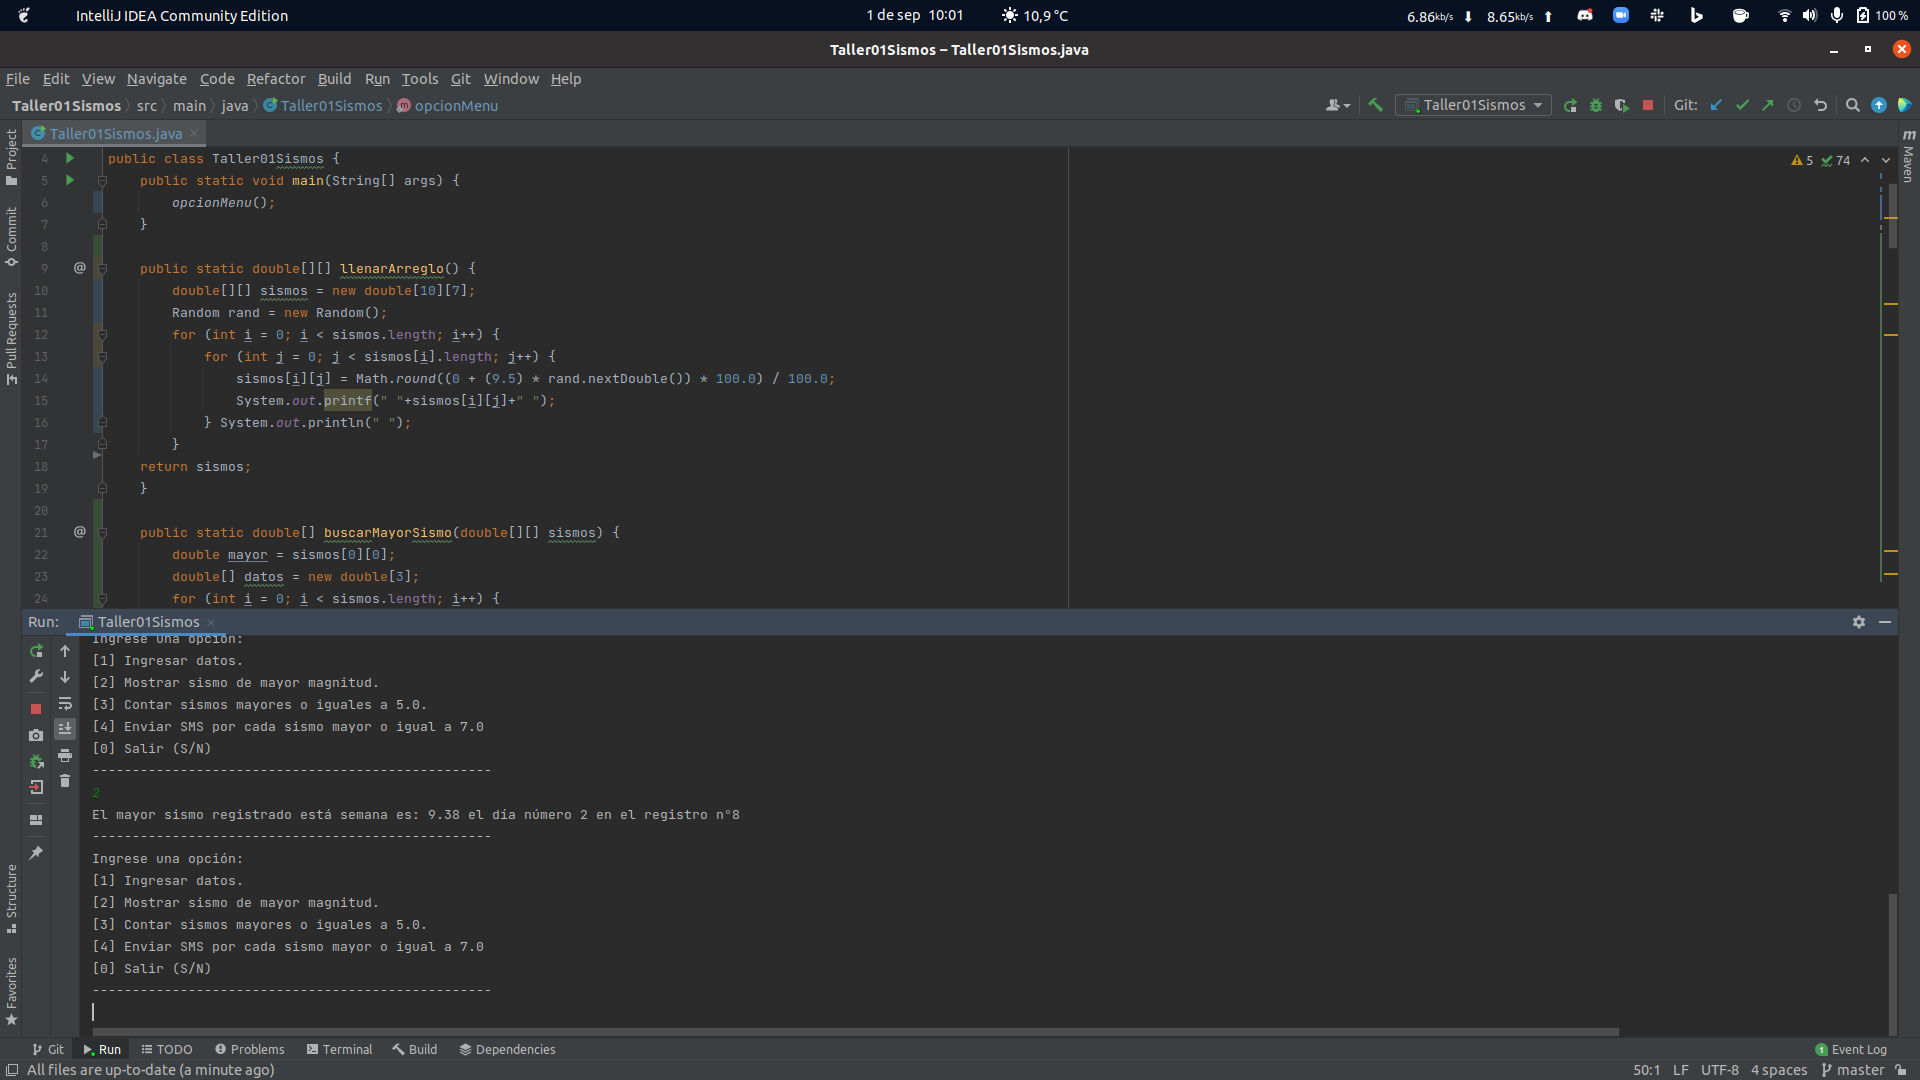 IntelliJ IDEA Community Edition
1 de sep 10:01
10,9 °C
6.86kb/s ⬇ 8.65kb/s ⬆
100 %
Taller01Sismos – Taller01Sismos.java
File Edit View Navigate Code Refactor Build Run Tools Git Window Help
Taller01Sismos src main java Taller01Sismos opcionMenu
Taller01Sismos
Git:
Taller01Sismos.java
5 74
Project
Commit
Pull Requests
Maven
4 public class Taller01Sismos {
5 public static void main(String[] args) {
6 opcionMenu();
7 }
8
9 @ public static double[][] llenarArreglo() {
10 double[][] sismos = new double[10][7];
11 Random rand = new Random();
12 for (int i = 0; i < sismos.length; i++) {
13 for (int j = 0; j < sismos[i].length; j++) {
14 sismos[i][j] = Math.round((0 + (9.5) * rand.nextDouble()) * 100.0) / 100.0;
15 System.out.printf(" "+sismos[i][j]+" ");
16 } System.out.println(" ");
17 }
18 return sismos;
19 }
20
21 @ public static double[] buscarMayorSismo(double[][] sismos) {
22 double mayor = sismos[0][0];
23 double[] datos = new double[3];
24 for (int i = 0; i < sismos.length; i++) {
Run: Taller01Sismos
Ingrese una opción:
[1] Ingresar datos.
[2] Mostrar sismo de mayor magnitud.
[3] Contar sismos mayores o iguales a 5.0.
[4] Enviar SMS por cada sismo mayor o igual a 7.0
[0] Salir (S/N)
--------------------------------------------------
2
El mayor sismo registrado está semana es: 9.38 el día número 2 en el registro n°8
--------------------------------------------------
Ingrese una opción:
[1] Ingresar datos.
[2] Mostrar sismo de mayor magnitud.
[3] Contar sismos mayores o iguales a 5.0.
[4] Enviar SMS por cada sismo mayor o igual a 7.0
[0] Salir (S/N)
--------------------------------------------------
Structure
Favorites
Git Run TODO Problems Terminal Build Dependencies
1 Event Log
All files are up-to-date (a minute ago)
50:1 LF UTF-8 4 spaces master